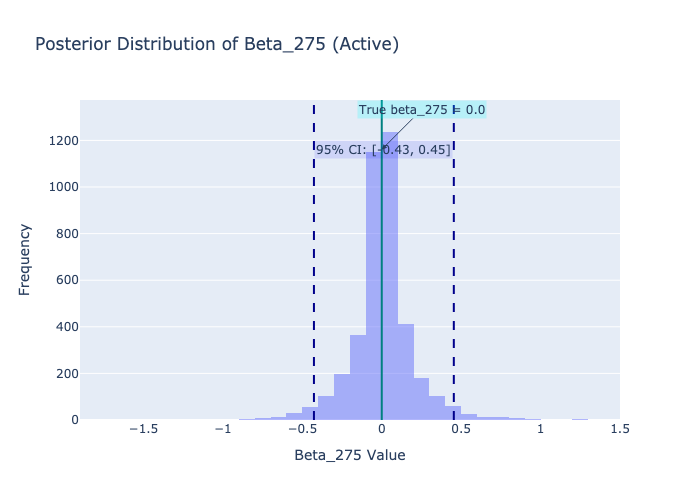 Posterior Distribution of Beta_275 (Active)
True beta_275 = 0.0
95% CI: [-0.43, 0.45]
Frequency
1200
1000
800
600
400
200
0
−1.5
−1
−0.5
0
0.5
1
1.5
Beta_275 Value